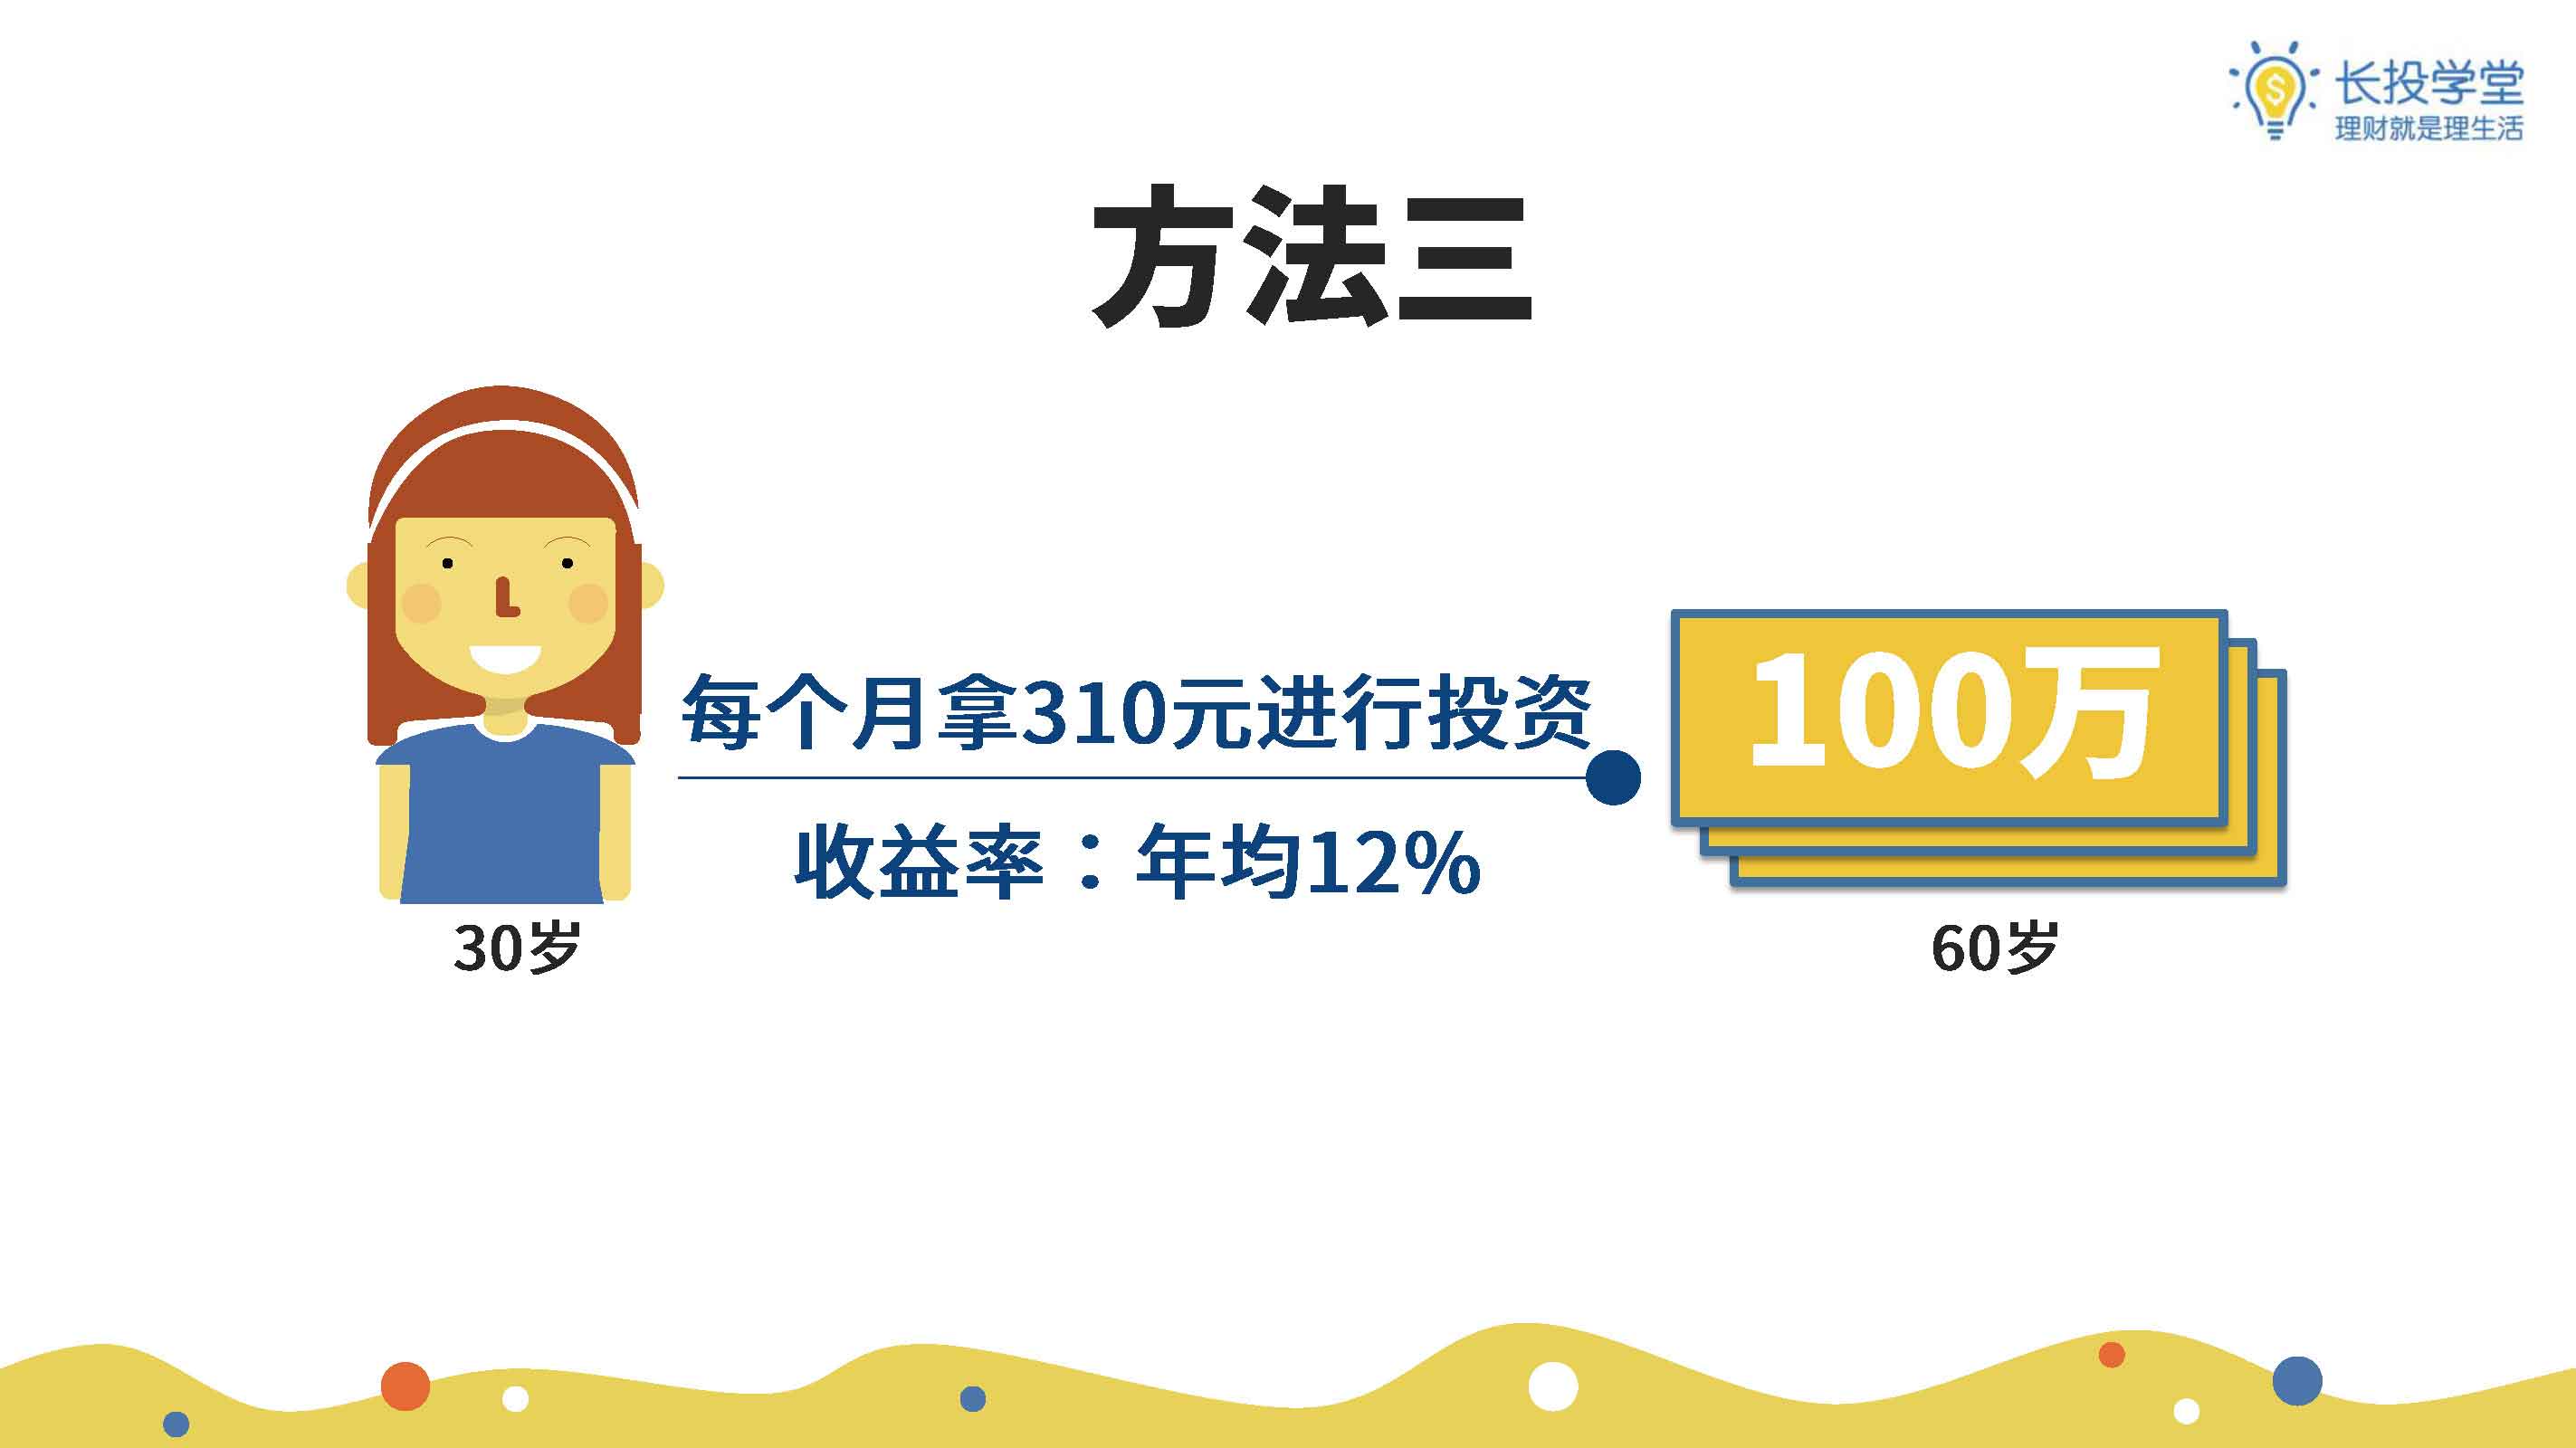 长投学堂
理财就是理生活
方法三
每个月拿310元进行投资
收益率：年均12%
100万
30岁
60岁